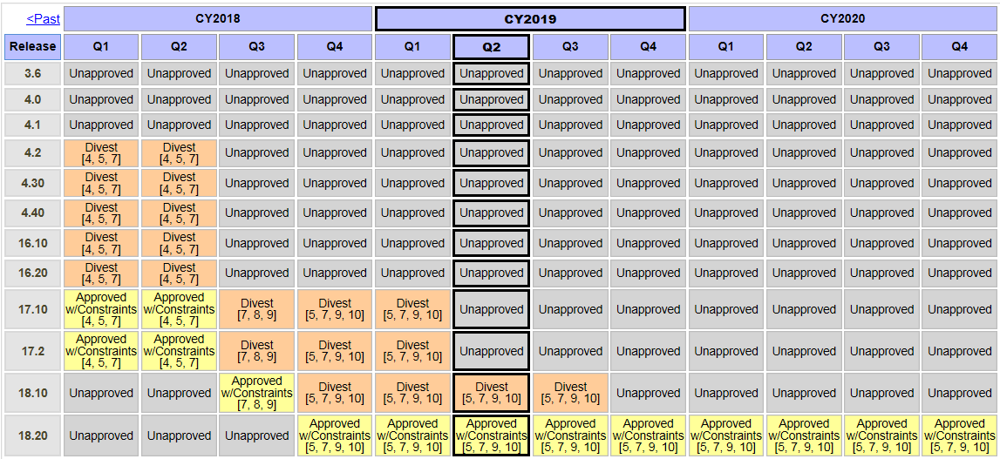 <Past CY2018 CY2019 CY2020
Release Q1 Q2 Q3 Q4 Q1 Q2 Q3 Q4 Q1 Q2 Q3 Q4
3.6 Unapproved Unapproved Unapproved Unapproved Unapproved Unapproved Unapproved Unapproved Unapproved Unapproved Unapproved Unapproved
4.0 Unapproved Unapproved Unapproved Unapproved Unapproved Unapproved Unapproved Unapproved Unapproved Unapproved Unapproved Unapproved
4.1 Unapproved Unapproved Unapproved Unapproved Unapproved Unapproved Unapproved Unapproved Unapproved Unapproved Unapproved Unapproved
4.2 Divest [4, 5, 7] Divest [4, 5, 7] Unapproved Unapproved Unapproved Unapproved Unapproved Unapproved Unapproved Unapproved Unapproved Unapproved
4.30 Divest [4, 5, 7] Divest [4, 5, 7] Unapproved Unapproved Unapproved Unapproved Unapproved Unapproved Unapproved Unapproved Unapproved Unapproved
4.40 Divest [4, 5, 7] Divest [4, 5, 7] Unapproved Unapproved Unapproved Unapproved Unapproved Unapproved Unapproved Unapproved Unapproved Unapproved
16.10 Divest [4, 5, 7] Divest [4, 5, 7] Unapproved Unapproved Unapproved Unapproved Unapproved Unapproved Unapproved Unapproved Unapproved Unapproved
16.20 Divest [4, 5, 7] Divest [4, 5, 7] Unapproved Unapproved Unapproved Unapproved Unapproved Unapproved Unapproved Unapproved Unapproved Unapproved
17.10 Approved w/Constraints [4, 5, 7] Approved w/Constraints [4, 5, 7] Divest [7, 8, 9] Divest [5, 7, 9, 10] Divest [5, 7, 9, 10] Unapproved Unapproved Unapproved Unapproved Unapproved Unapproved Unapproved
17.2 Approved w/Constraints [4, 5, 7] Approved w/Constraints [4, 5, 7] Divest [7, 8, 9] Divest [5, 7, 9, 10] Divest [5, 7, 9, 10] Unapproved Unapproved Unapproved Unapproved Unapproved Unapproved Unapproved
18.10 Unapproved Unapproved Approved w/Constraints [7, 8, 9] Divest [5, 7, 9, 10] Divest [5, 7, 9, 10] Divest [5, 7, 9, 10] Divest [5, 7, 9, 10] Unapproved Unapproved Unapproved Unapproved Unapproved
18.20 Unapproved Unapproved Unapproved Approved w/Constraints [5, 7, 9, 10] Approved w/Constraints [5, 7, 9, 10] Approved w/Constraints [5, 7, 9, 10] Approved w/Constraints [5, 7, 9, 10] Approved w/Constraints [5, 7, 9, 10] Approved w/Constraints [5, 7, 9, 10] Approved w/Constraints [5, 7, 9, 10] Approved w/Constraints [5, 7, 9, 10] Approved w/Constraints [5, 7, 9, 10]